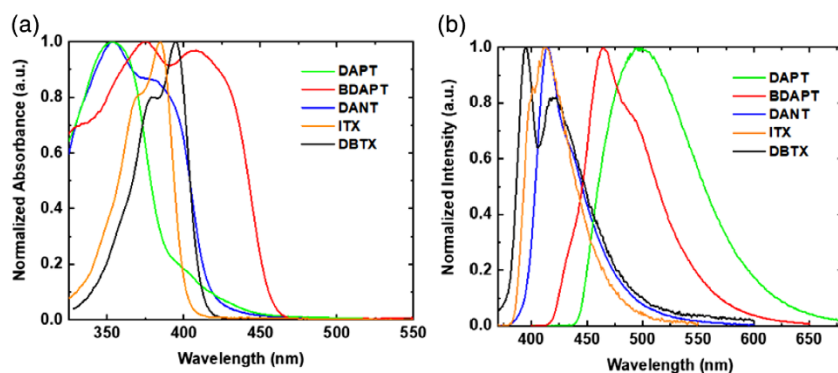 (a)
Normalized Absorbance (a.u.)
1.0
0.8
0.6
0.4
0.2
0.0
DAPT
BDAPT
DANT
ITX
DBTX
350 400 450 500 550
Wavelength (nm)
(b)
Normalized Intensity (a.u.)
1.0
0.8
0.6
0.4
0.2
0.0
DAPT
BDAPT
DANT
ITX
DBTX
400 450 500 550 600 650
Wavelength (nm)